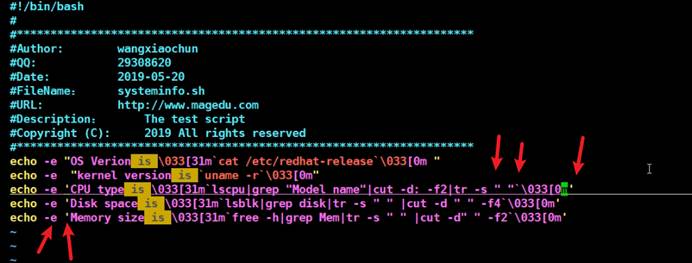 #!/bin/bash
#
#********************************************************************
#Author: wangxiaochun
#QQ: 29308620
#Date: 2019-05-20
#FileName: systeminfo.sh
#URL: http://www.magedu.com
#Description: The test script
#Copyright (C): 2019 All rights reserved
#********************************************************************
echo -e "OS Verion is \033[31m`cat /etc/redhat-release`\033[0m "
echo -e "kernel version is `uname -r`\033[0m"
echo -e 'CPU type is \033[31m`lscpu|grep "Model name"|cut -d: -f2|tr -s " "`\033[0m'
echo -e 'Disk space is \033[31m`lsblk|grep disk|tr -s " " |cut -d " " -f4`\033[0m'
echo -e 'Memory size is \033[31m`free -h|grep Mem|tr -s " " |cut -d" " -f2`\033[0m'
~
~
~